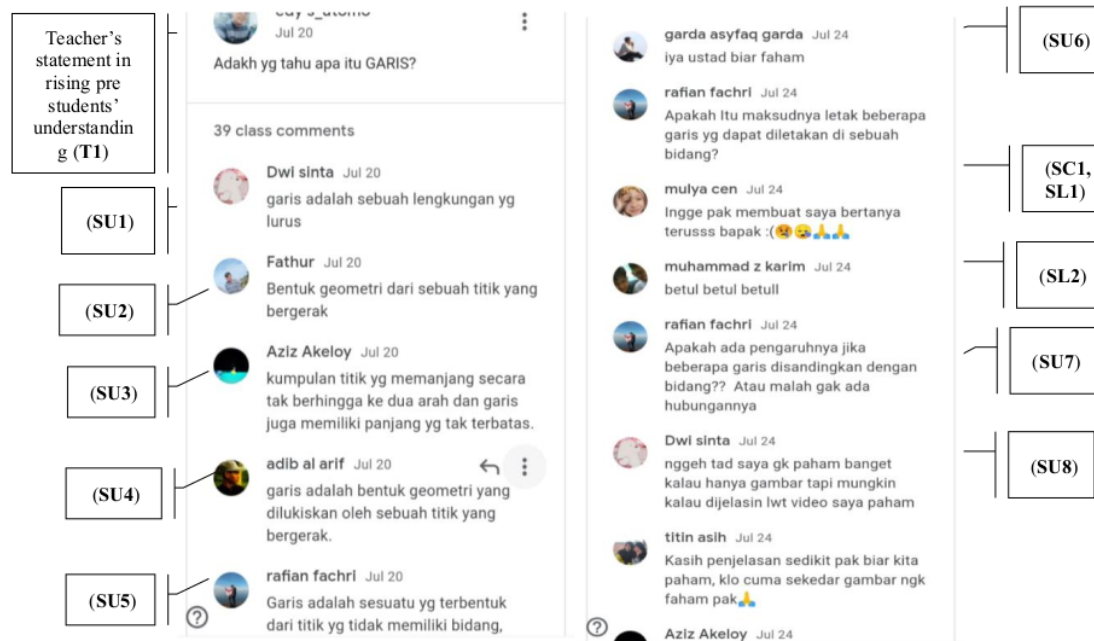 Teacher's
statement in
rising pre
students'
understandin
g (T1)
(SU1)
(SU2)
(SU3)
(SU4)
(SU5)
Jul 20
Adakh yg tahu apa itu GARIS?
39 class comments
Dwi sinta Jul 20
garis adalah sebuah lengkungan yg
lurus
Fathur Jul 20
Bentuk geometri dari sebuah titik yang
bergerak
Aziz Akeloy Jul 20
kumpulan titik yg memanjang secara
tak berhingga ke dua arah dan garis
juga memiliki panjang yg tak terbatas.
adib al arif Jul 20
garis adalah bentuk geometri yang
dilukiskan oleh sebuah titik yang
bergerak.
rafian fachri Jul 20
Garis adalah sesuatu yg terbentuk
dari titik yg tidak memiliki bidang,
garda asyfaq garda Jul 24
iya ustad biar faham
rafian fachri Jul 24
Apakah Itu maksudnya letak beberapa
garis yg dapat diletakan di sebuah
bidang?
mulya cen Jul 24
Ingge pak membuat saya bertanya
terusss bapak :(😢😪🙏🙏
muhammad z karim Jul 24
betul betul betull
rafian fachri Jul 24
Apakah ada pengaruhnya jika
beberapa garis disandingkan dengan
bidang?? Atau malah gak ada
hubungannya
Dwi sinta Jul 24
nggeh tad saya gk paham banget
kalau hanya gambar tapi mungkin
kalau dijelasin lwt video saya paham
titin asih Jul 24
Kasih penjelasan sedikit pak biar kita
paham, klo cuma sekedar gambar ngk
faham pak🙏
Aziz Akeloy Jul 24
(SU6)
(SC1,
SL1)
(SL2)
(SU7)
(SU8)